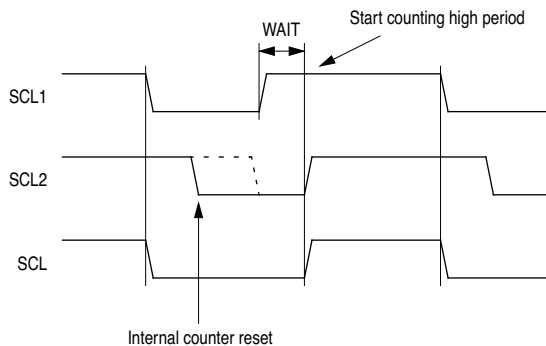 Start counting high period
WAIT
SCL1
SCL2
SCL
Internal counter reset